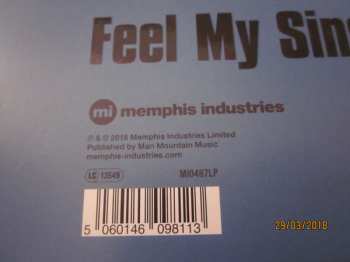 Feel My Sin
mi memphis industries
℗ & © 2018 Memphis Industries Limited
Published by Man Mountain Music
memphis-industries.com
LC 13549 MI0487LP
5 060146 098113
29/03/2018